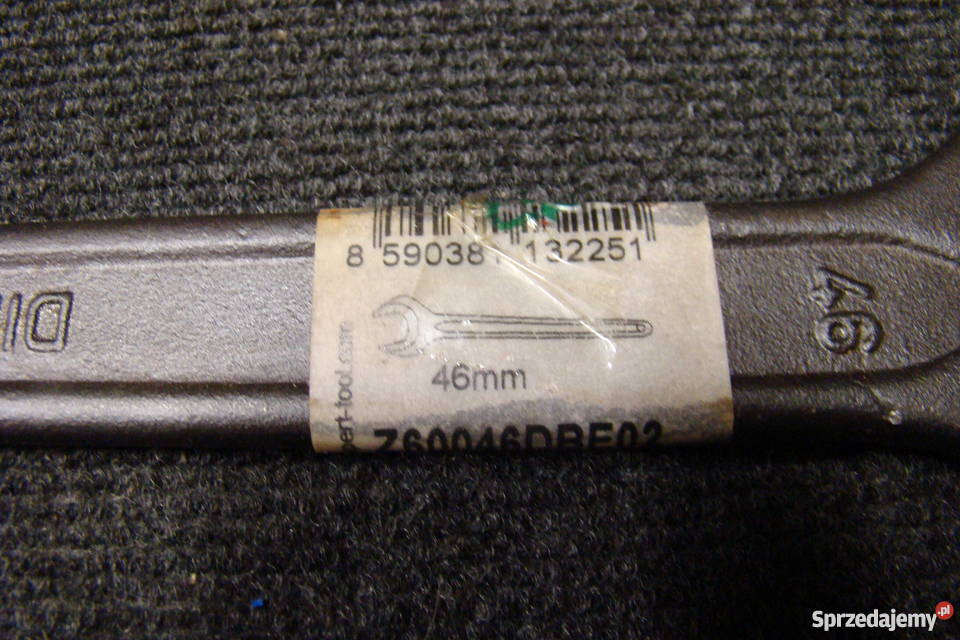 8 590381 132251
46mm
Z60046DBE02
46
Sprzedajemy.pl